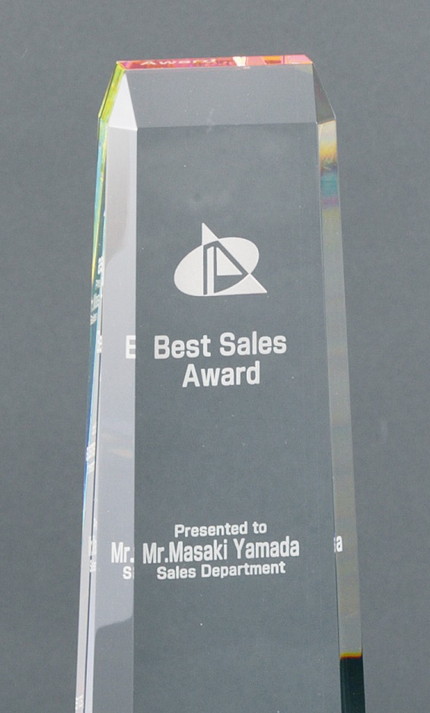 Best Sales
Award
Presented to
Mr.Masaki Yamada
Sales Department